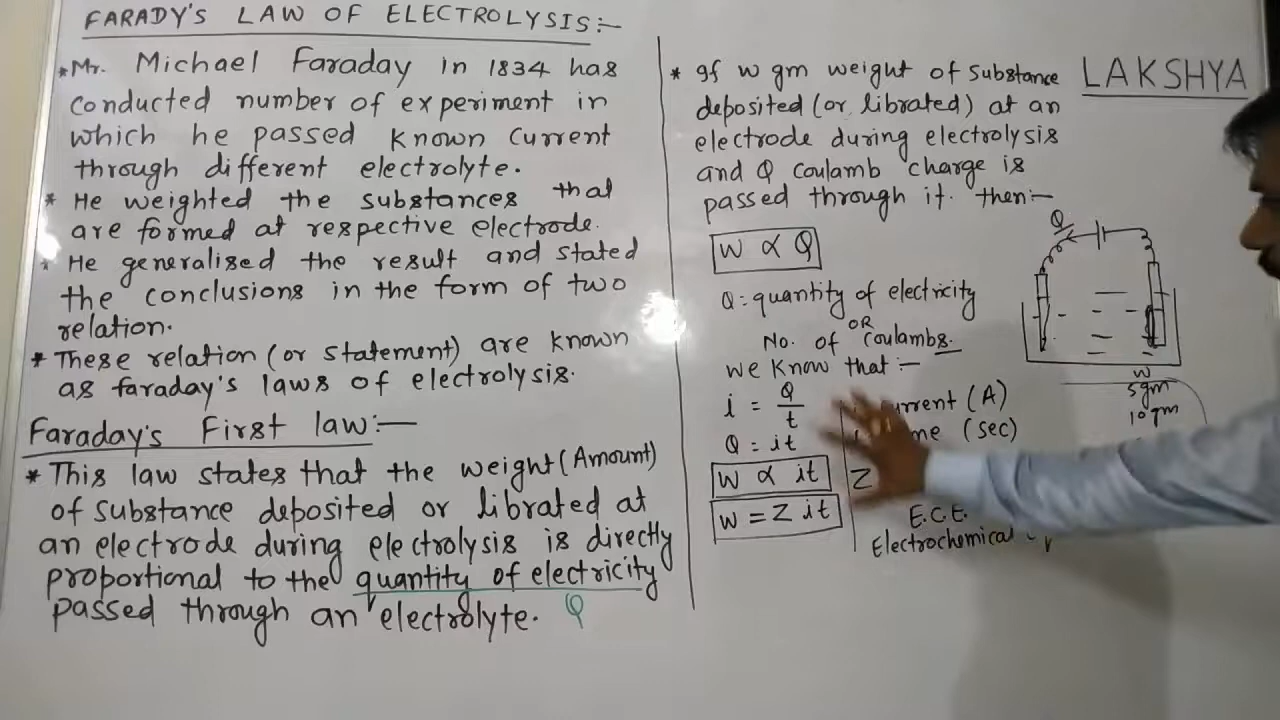 FARADY'S LAW OF ELECTROLYSIS:-
* Mr. Michael Faraday in 1834 has
conducted number of experiment in
which he passed known current
through different electrolyte.
* He weighted the substances that
are formed at respective electrode.
* He generalised the result and stated
the conclusions in the form of two
relation.
* These relation (or statement) are known
as faraday's laws of electrolysis.
Faraday's First law:-
* This law states that the weight (Amount)
of substance deposited or librated at
an electrode during electrolysis is directly
proportional to the quantity of electricity
passed through an electrolyte. Q
LAKSHYA
* If w gm weight of substance
deposited (or librated) at an
electrode during electrolysis
and Q coulamb charge is
passed through it. then:-
W ∝ Q
Q = quantity of electricity
OR
No. of coulambs.
we know that:-
i = Q/t
Q = it
W ∝ it
W = Z it
current (A)
(sec)
Z
E.C.E.
Electrochemical
Q
W
5gm
10gm